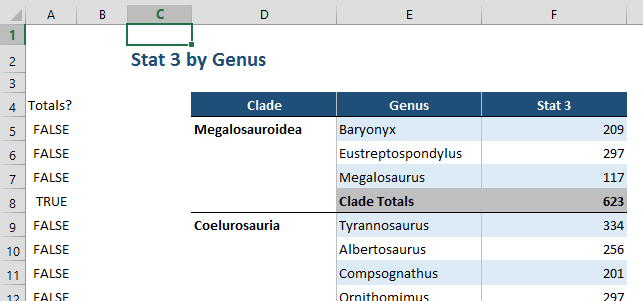 A B C D E F
1
2 Stat 3 by Genus
3
4 Totals? Clade Genus Stat 3
5 FALSE Megalosauroidea Baryonyx 209
6 FALSE Eustreptospondylus 297
7 FALSE Megalosaurus 117
8 TRUE Clade Totals 623
9 FALSE Coelurosauria Tyrannosaurus 334
10 FALSE Albertosaurus 256
11 FALSE Compsognathus 201
12 FALSE Ornithomimus 297